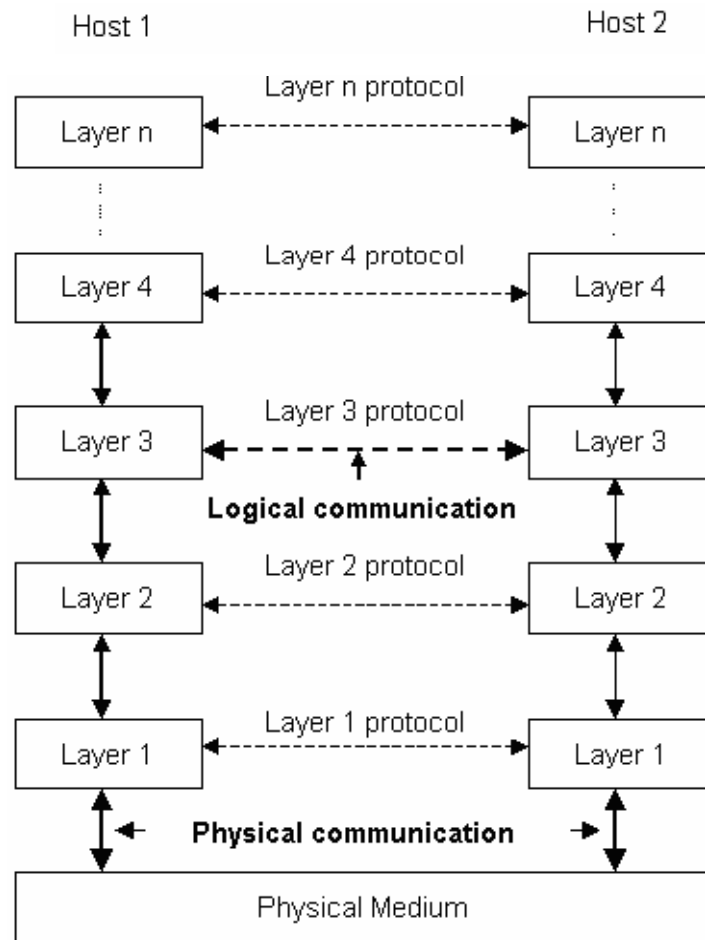 Host 1
Host 2
Layer n protocol
Layer n
Layer n
Layer 4 protocol
Layer 4
Layer 4
Layer 3 protocol
Layer 3
Layer 3
Logical communication
Layer 2 protocol
Layer 2
Layer 2
Layer 1 protocol
Layer 1
Layer 1
Physical communication
Physical Medium